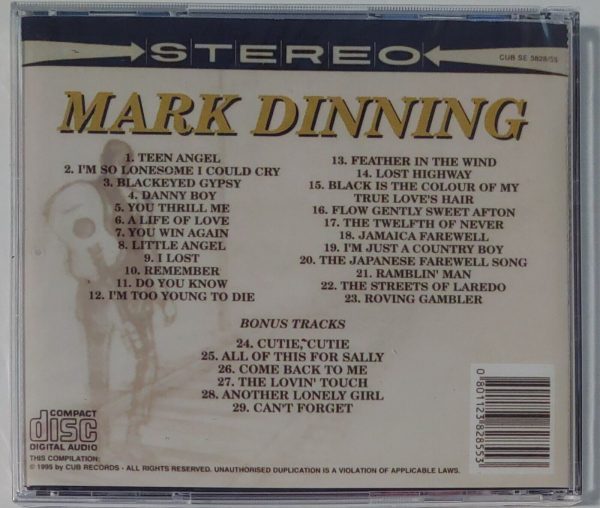 STEREO
CUB SE 3828/55
MARK DINNING
1. TEEN ANGEL
2. I'M SO LONESOME I COULD CRY
3. BLACKEYED GYPSY
4. DANNY BOY
5. YOU THRILL ME
6. A LIFE OF LOVE
7. YOU WIN AGAIN
8. LITTLE ANGEL
9. I LOST
10. REMEMBER
11. DO YOU KNOW
12. I'M TOO YOUNG TO DIE
13. FEATHER IN THE WIND
14. LOST HIGHWAY
15. BLACK IS THE COLOUR OF MY
TRUE LOVE'S HAIR
16. FLOW GENTLY SWEET AFTON
17. THE TWELFTH OF NEVER
18. JAMAICA FAREWELL
19. I'M JUST A COUNTRY BOY
20. THE JAPANESE FAREWELL SONG
21. RAMBLIN' MAN
22. THE STREETS OF LAREDO
23. ROVING GAMBLER
BONUS TRACKS
24. CUTIE, CUTIE
25. ALL OF THIS FOR SALLY
26. COME BACK TO ME
27. THE LOVIN' TOUCH
28. ANOTHER LONELY GIRL
29. CAN'T FORGET
COMPACT
disc
DIGITAL AUDIO
THIS COMPILATION:
© 1995 by CUB RECORDS - ALL RIGHTS RESERVED. UNAUTHORISED DUPLICATION IS A VIOLATION OF APPLICABLE LAWS.
0 801123 828553